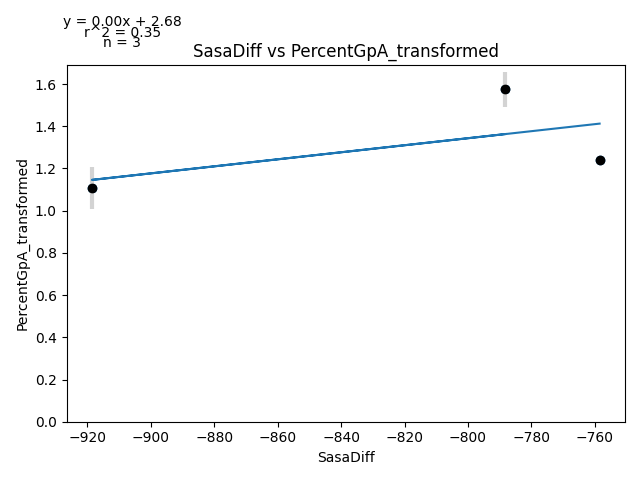 y = 0.00x + 2.68
r^2 = 0.35
n = 3
SasaDiff vs PercentGpA_transformed
PercentGpA_transformed
1.6
1.4
1.2
1.0
0.8
0.6
0.4
0.2
0.0
−920 −900 −880 −860 −840 −820 −800 −780 −760
SasaDiff